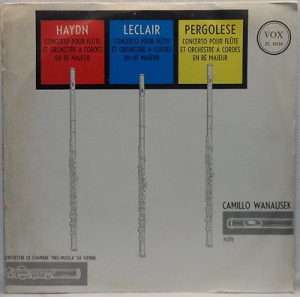 HAYDN
CONCERTO POUR FLÛTE
ET ORCHESTRE A CORDES
EN RÉ MAJEUR
LECLAIR
CONCERTO POUR FLÛTE
ET ORCHESTRE A CORDES
EN UT MAJEUR
PERGOLESE
CONCERTO POUR FLÛTE
ET ORCHESTRE A CORDES
EN RÉ MAJEUR
VOX
PL
CAMILLO WANAUSEK
FLÛTE
ORCHESTRE DE CHAMBRE "PRO MUSICA" DE VIENNE